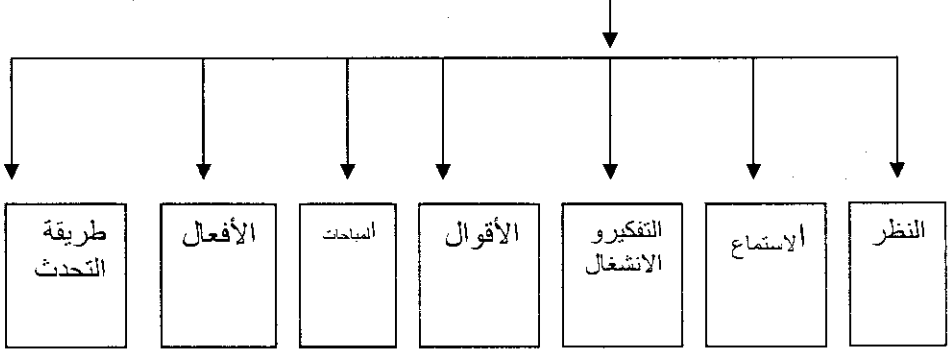 النظر
الاستماع
التفكيرو
الانشغال
الأقوال
المباحات
الأفعال
طريقة
التحدث